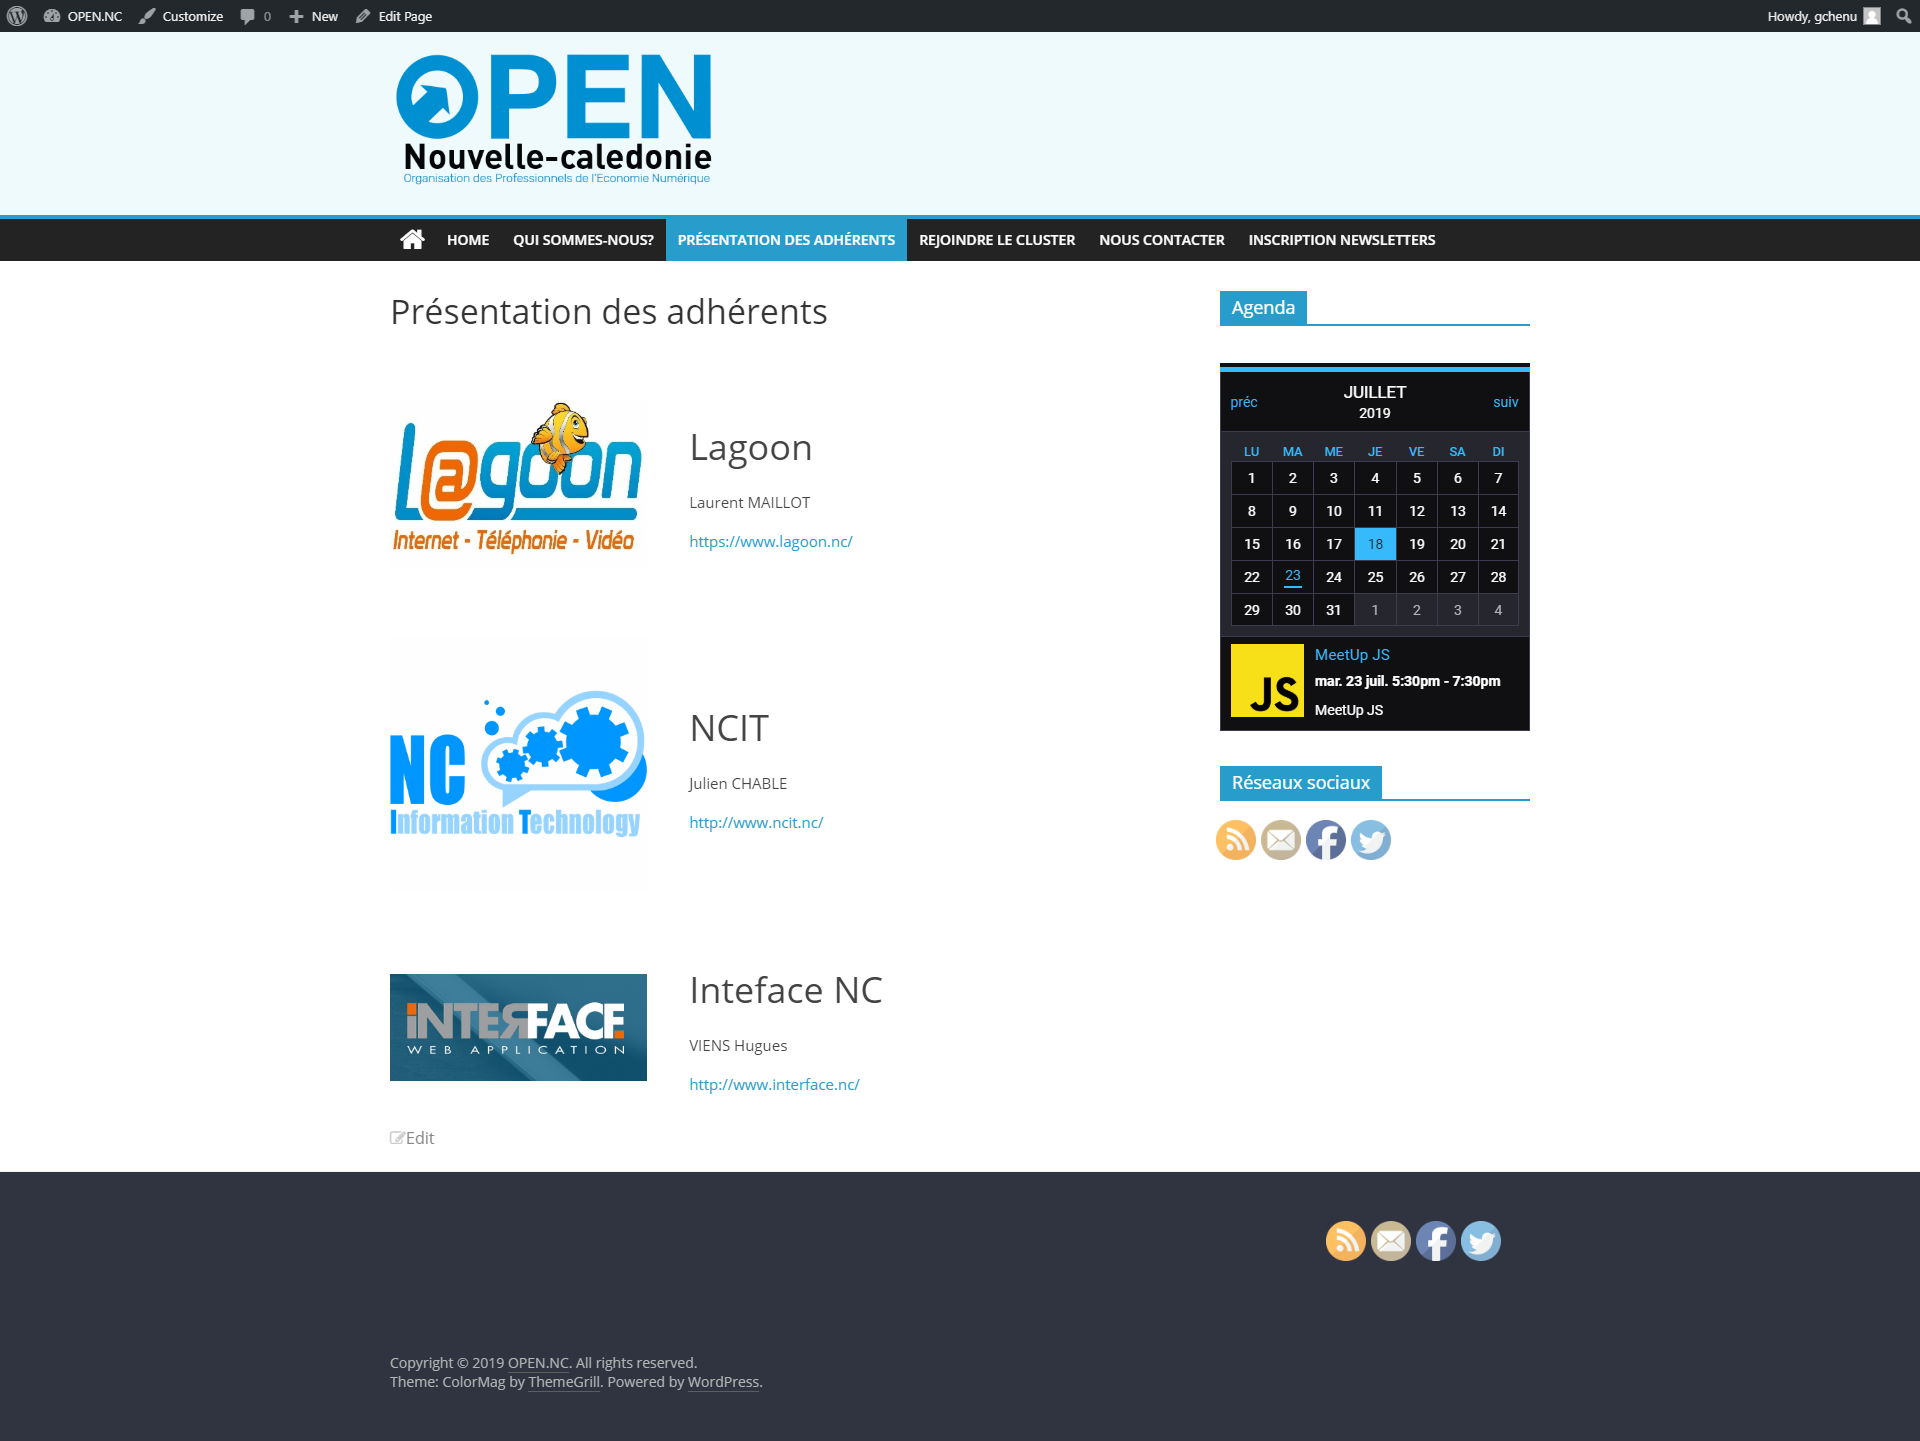 OPEN.NC Customize 0 New Edit Page Howdy, gchenu
OPEN
Nouvelle-caledonie
Organisation des Professionnels de l'Economie Numérique
HOME QUI SOMMES-NOUS? PRÉSENTATION DES ADHÉRENTS REJOINDRE LE CLUSTER NOUS CONTACTER INSCRIPTION NEWSLETTERS
Présentation des adhérents
L@goon
Internet - Téléphonie - Vidéo
Lagoon
Laurent MAILLOT
https://www.lagoon.nc/
NC
Information Technology
NCIT
Julien CHABLE
http://www.ncit.nc/
INTERFACE
WEB APPLICATION
Inteface NC
VIENS Hugues
http://www.interface.nc/
Edit
Agenda
préc JUILLET suiv
2019
LU MA ME JE VE SA DI
1 2 3 4 5 6 7
8 9 10 11 12 13 14
15 16 17 18 19 20 21
22 23 24 25 26 27 28
29 30 31 1 2 3 4
JS
MeetUp JS
mar. 23 juil. 5:30pm - 7:30pm
MeetUp JS
Réseaux sociaux
Copyright © 2019 OPEN.NC. All rights reserved.
Theme: ColorMag by ThemeGrill. Powered by WordPress.